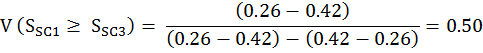 V (S_SC1 ≥ S_SC3) = (0.26 − 0.42) / ((0.26 − 0.42) − (0.42 − 0.26)) = 0.50